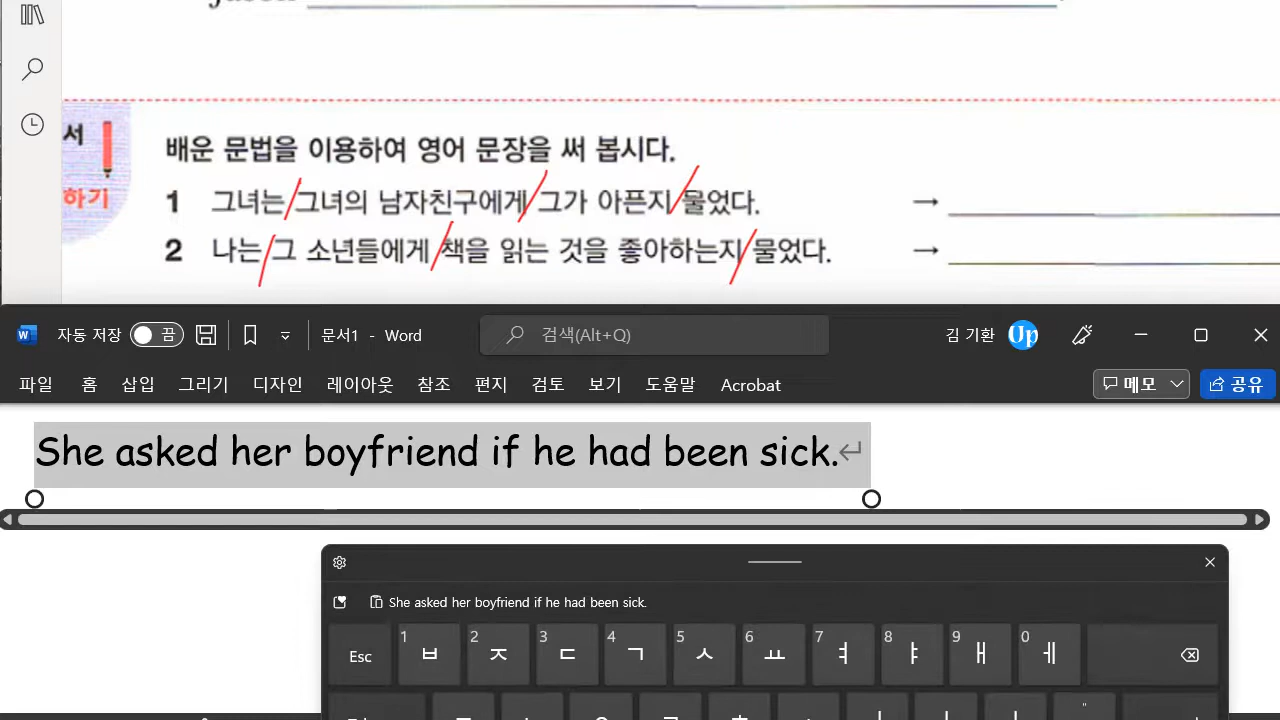 서
하기
배운 문법을 이용하여 영어 문장을 써 봅시다.
1 그녀는 그녀의 남자친구에게 그가 아픈지 물었다. →
2 나는 그 소년들에게 책을 읽는 것을 좋아하는지 물었다. →
자동 저장 끔 문서1 - Word 검색(Alt+Q) 김 기환 Up
파일 홈 삽입 그리기 디자인 레이아웃 참조 편지 검토 보기 도움말 Acrobat 메모 공유
She asked her boyfriend if he had been sick.
She asked her boyfriend if he had been sick.
Esc 1 ㅂ 2 ㅈ 3 ㄷ 4 ㄱ 5 ㅅ 6 ㅛ 7 ㅕ 8 ㅑ 9 ㅐ 0 ㅔ